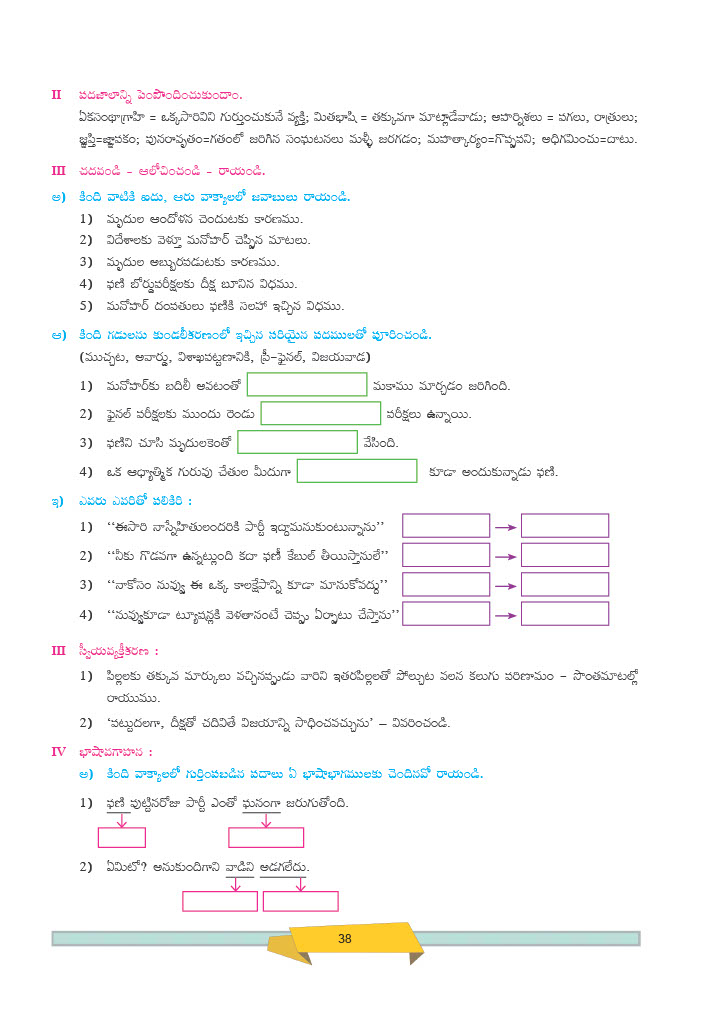 II పదజాలాన్ని పెంపొందించుకుందాం.
ఏకసంథాగ్రాహి = ఒక్కసారివిని గుర్తుంచుకునే వ్యక్తి; మితభాషి = తక్కువగా మాట్లాడేవాడు; అహర్నిశలు = పగలు, రాత్రులు;
జ్ఞప్తి=జ్ఞాపకం; పునరావృతం=గతంలో జరిగిన సంఘటనలు మళ్ళీ జరగడం; మహత్కార్యం=గొప్పపని; అధిగమించు=దాటు.
III చదవండి - ఆలోచించండి - రాయండి.
అ) కింది వాటికి ఐదు, ఆరు వాక్యాలలో జవాబులు రాయండి.
1) మృదుల ఆందోళన చెందుటకు కారణము.
2) విదేశాలకు వెళ్తూ మనోహర్ చెప్పిన మాటలు.
3) మృదుల అబ్బురపడుటకు కారణము.
4) ఫణి బోర్డుపరీక్షలకు దీక్ష బూనిన విధము.
5) మనోహర్ దంపతులు ఫణికి సలహా ఇచ్చిన విధము.
ఆ) కింది గడులను కుండలీకరణంలో ఇచ్చిన సరియైన పదములతో పూరించండి.
(ముచ్చట, అవార్డు, విశాఖపట్టణానికి, ప్రీ-ఫైనల్, విజయవాడ)
1) మనోహర్‌కు బదిలీ అవటంతో మకాము మార్చడం జరిగింది.
2) ఫైనల్ పరీక్షలకు ముందు రెండు పరీక్షలు ఉన్నాయి.
3) ఫణిని చూసి మృదులకెంతో వేసింది.
4) ఒక ఆధ్యాత్మిక గురువు చేతుల మీదుగా కూడా అందుకున్నాడు ఫణి.
ఇ) ఎవరు ఎవరితో పలికిరి :
1) ‘‘ఈసారి నాస్నేహితులందరికి పార్టీ ఇద్దామనుకుంటున్నాను’’
2) ‘‘నీకు గొడవగా ఉన్నట్లుంది కదా ఫణీ కేబుల్ తీయిస్తానులే’’
3) ‘‘నాకోసం నువ్వు ఈ ఒక్క కాలక్షేపాన్ని కూడా మానుకోవద్దు’’
4) ‘‘నువ్వుకూడా ట్యూషన్లకి వెళతానంటే చెప్పు ఏర్పాటు చేస్తాను’’
III స్వీయవ్యక్తీకరణ :
1) పిల్లలకు తక్కువ మార్కులు వచ్చినప్పుడు వారిని ఇతరపిల్లలతో పోల్చుట వలన కలుగు పరిణామం - సొంతమాటల్లో
రాయుము.
2) ‘పట్టుదలగా, దీక్షతో చదివితే విజయాన్ని సాధించవచ్చును’ – వివరించండి.
IV భాషావగాహన :
అ) కింది వాక్యాలలో గుర్తింపబడిన పదాలు ఏ భాషాభాగములకు చెందినవో రాయండి.
1) ఫణి పుట్టినరోజు పార్టీ ఎంతో ఘనంగా జరుగుతోంది.
2) ఏమిటో? అనుకుందిగాని వాడిని అడగలేదు.
38